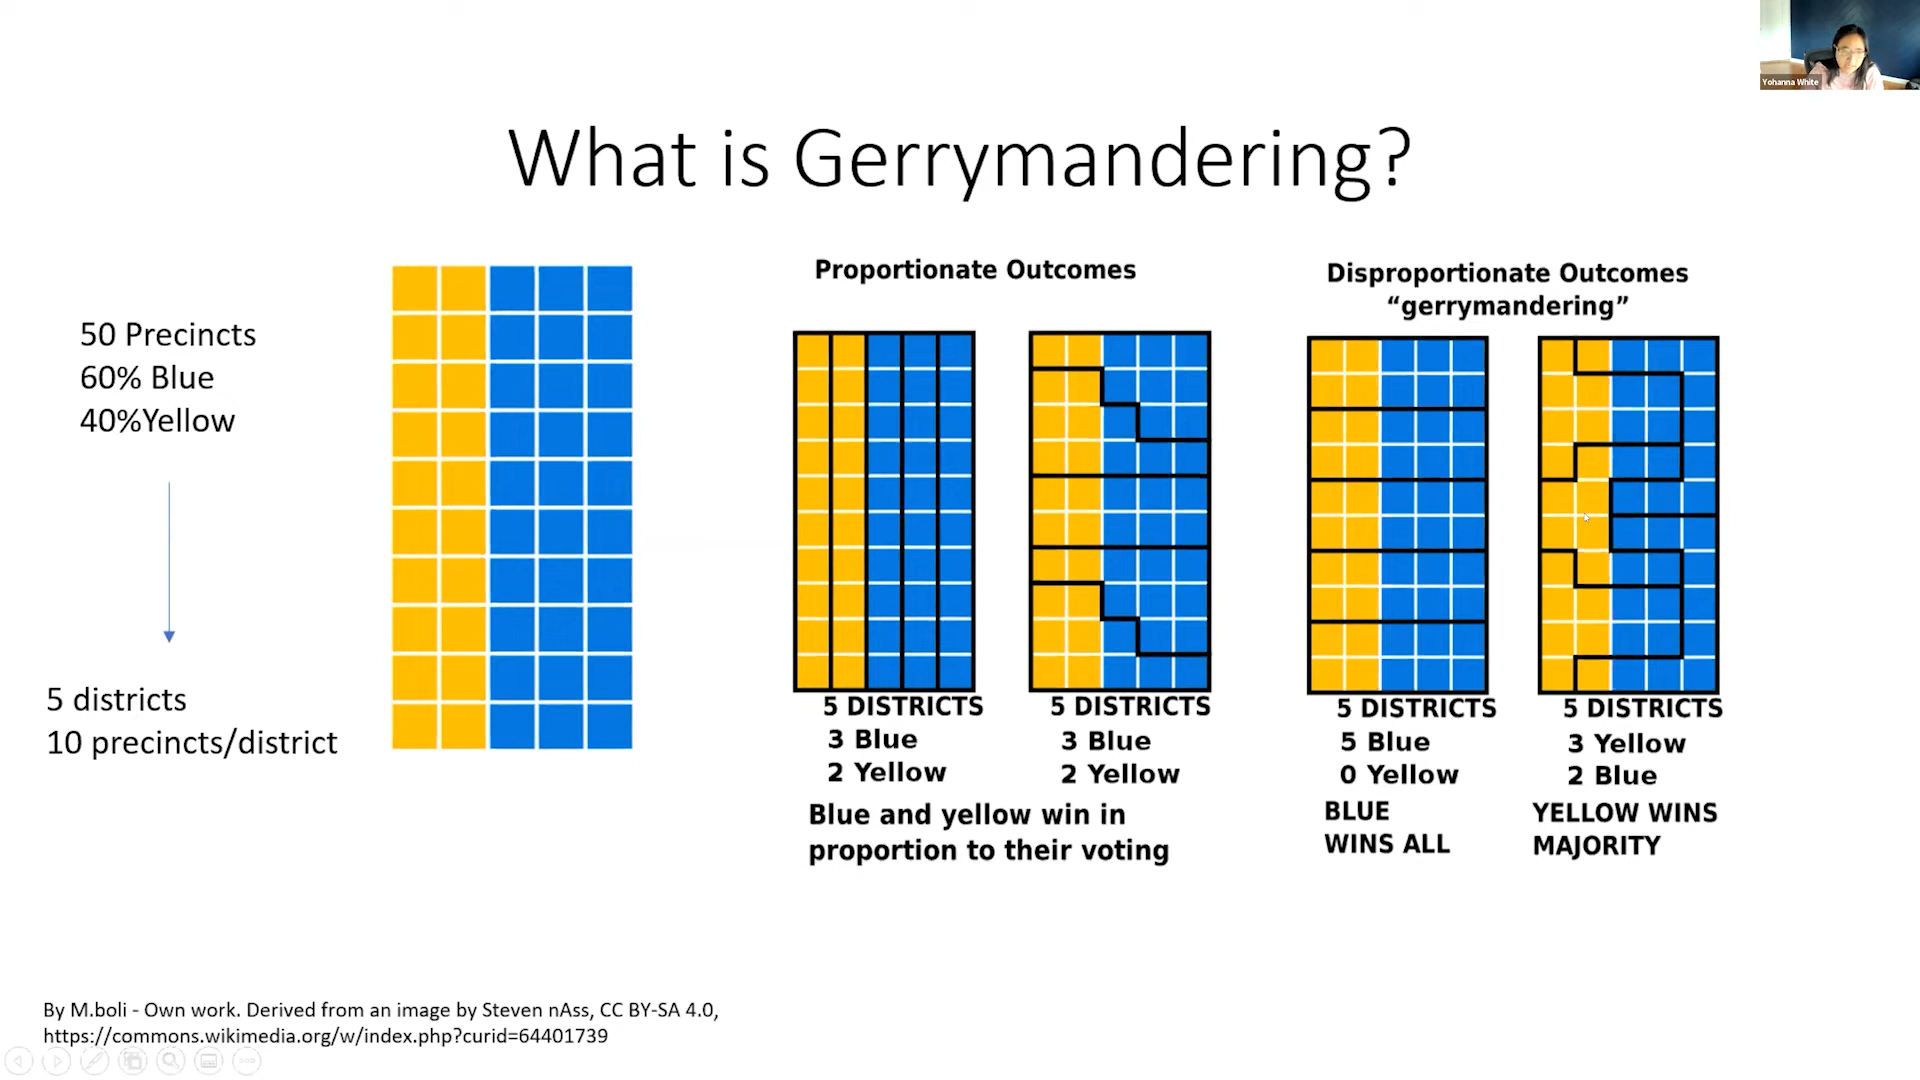 Yohanna White
What is Gerrymandering?
50 Precincts
60% Blue
40%Yellow
5 districts
10 precincts/district
Proportionate Outcomes
5 DISTRICTS
3 Blue
2 Yellow
5 DISTRICTS
3 Blue
2 Yellow
Blue and yellow win in
proportion to their voting
Disproportionate Outcomes
“gerrymandering”
5 DISTRICTS
5 Blue
0 Yellow
BLUE
WINS ALL
5 DISTRICTS
3 Yellow
2 Blue
YELLOW WINS
MAJORITY
By M.boli - Own work. Derived from an image by Steven nAss, CC BY-SA 4.0,
https://commons.wikimedia.org/w/index.php?curid=64401739